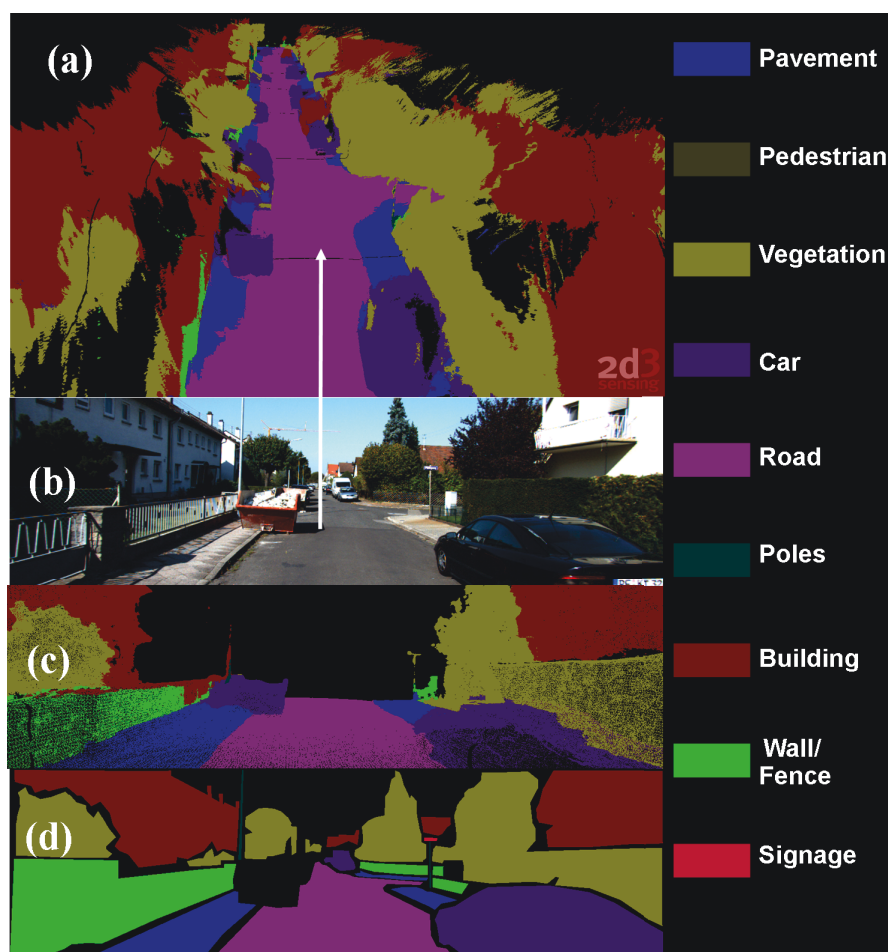 (a)
Pavement
Pedestrian
Vegetation
Car
2d3
sensing
(b)
Road
Poles
(c)
Building
Wall/
Fence
(d)
Signage